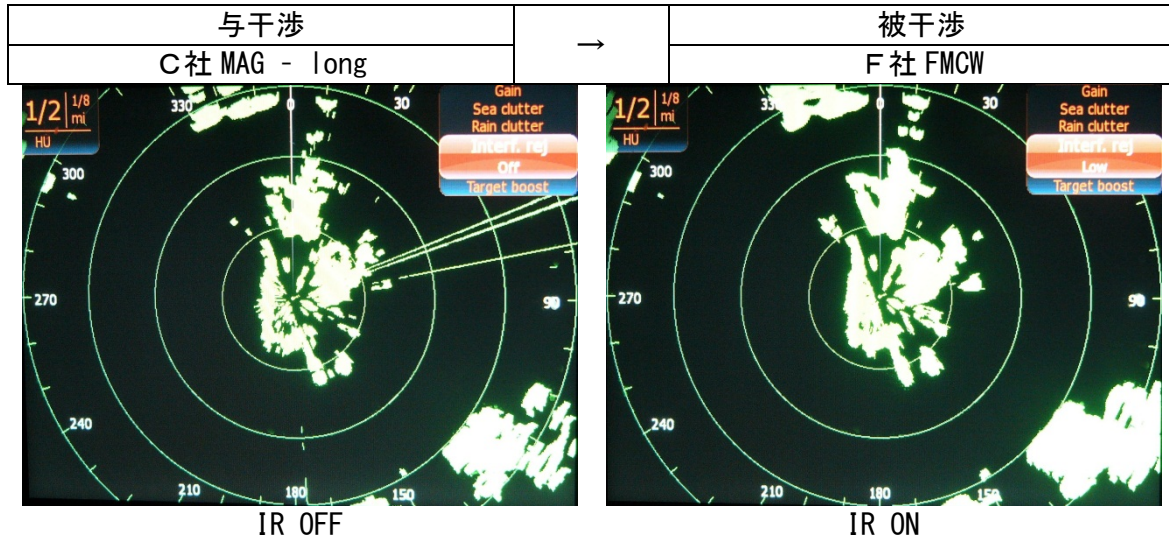 与干渉
→
被干渉
C社 MAG - long
F社 FMCW
1/2 1/8 mi
HU
330
0
30
Gain
Sea clutter
Rain clutter
Interf. rej
Off
Target boost
300
270
90
240
210
180
150
IR OFF
1/2 1/8 mi
HU
0
30
Gain
Sea clutter
Rain clutter
Interf. rej
Low
Target boost
300
270
90
240
210
180
150
IR ON